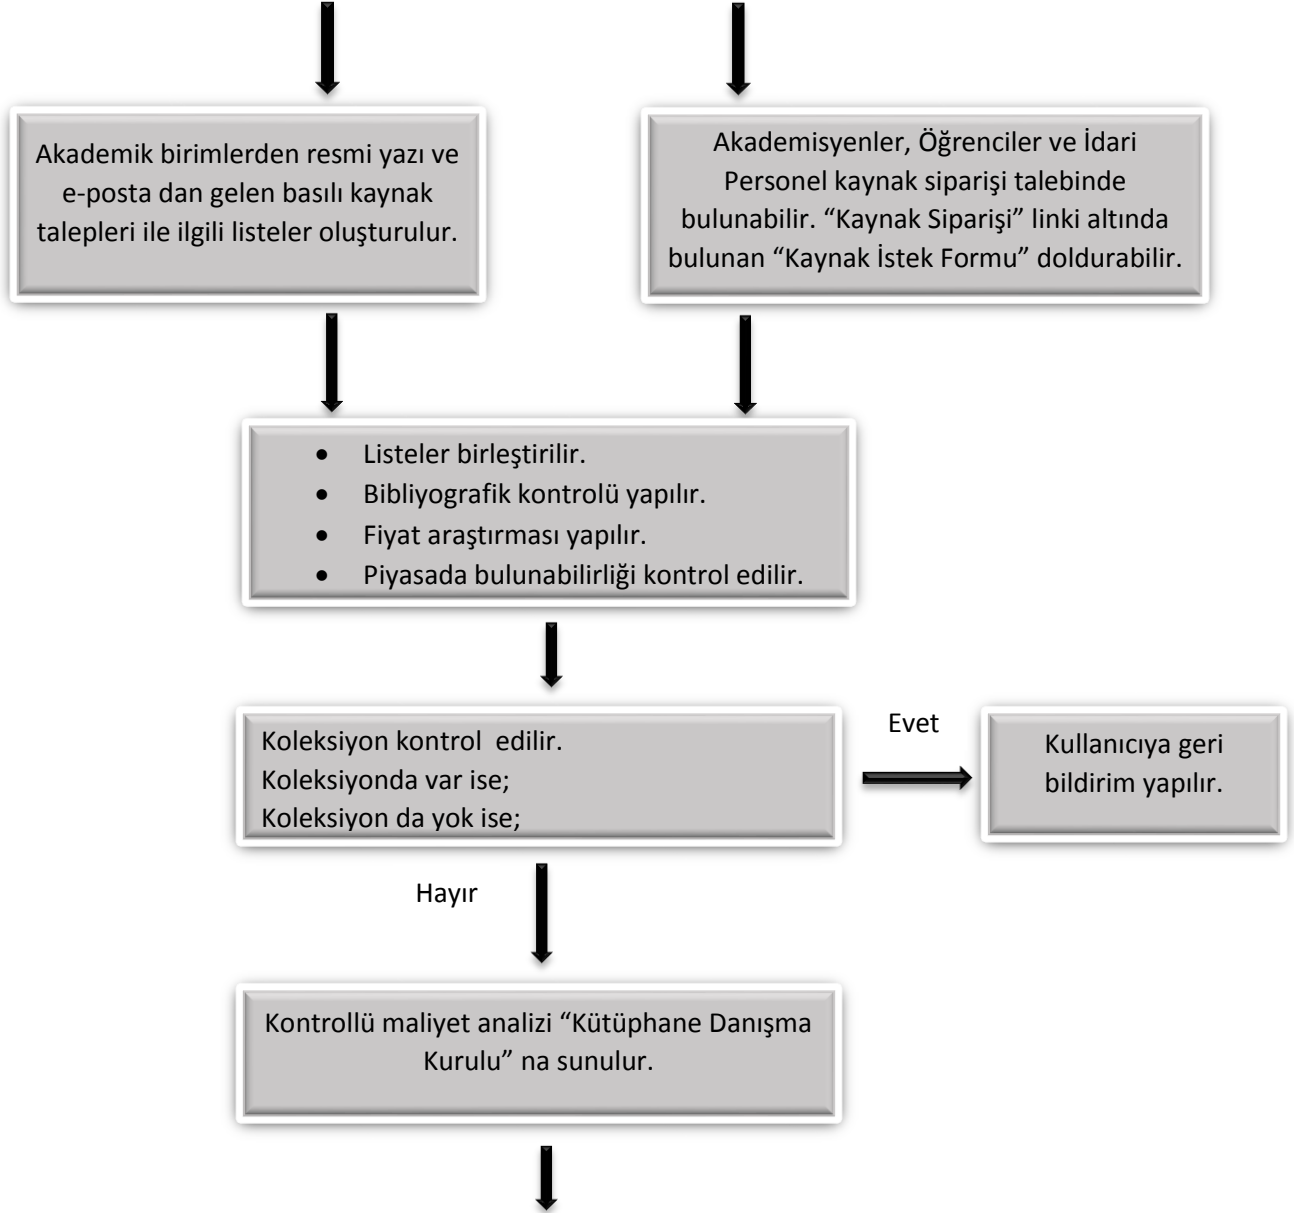 Akademik birimlerden resmi yazı ve
e-posta dan gelen basılı kaynak
talepleri ile ilgili listeler oluşturulur.
Akademisyenler, Öğrenciler ve İdari
Personel kaynak siparişi talebinde
bulunabilir. “Kaynak Siparişi” linki altında
bulunan “Kaynak İstek Formu” doldurabilir.
• Listeler birleştirilir.
• Bibliyografik kontrolü yapılır.
• Fiyat araştırması yapılır.
• Piyasada bulunabilirliği kontrol edilir.
Koleksiyon kontrol  edilir.
Koleksiyonda var ise;
Koleksiyon da yok ise;
Evet
Kullanıcıya geri
bildirim yapılır.
Hayır
Kontrollü maliyet analizi “Kütüphane Danışma
Kurulu” na sunulur.